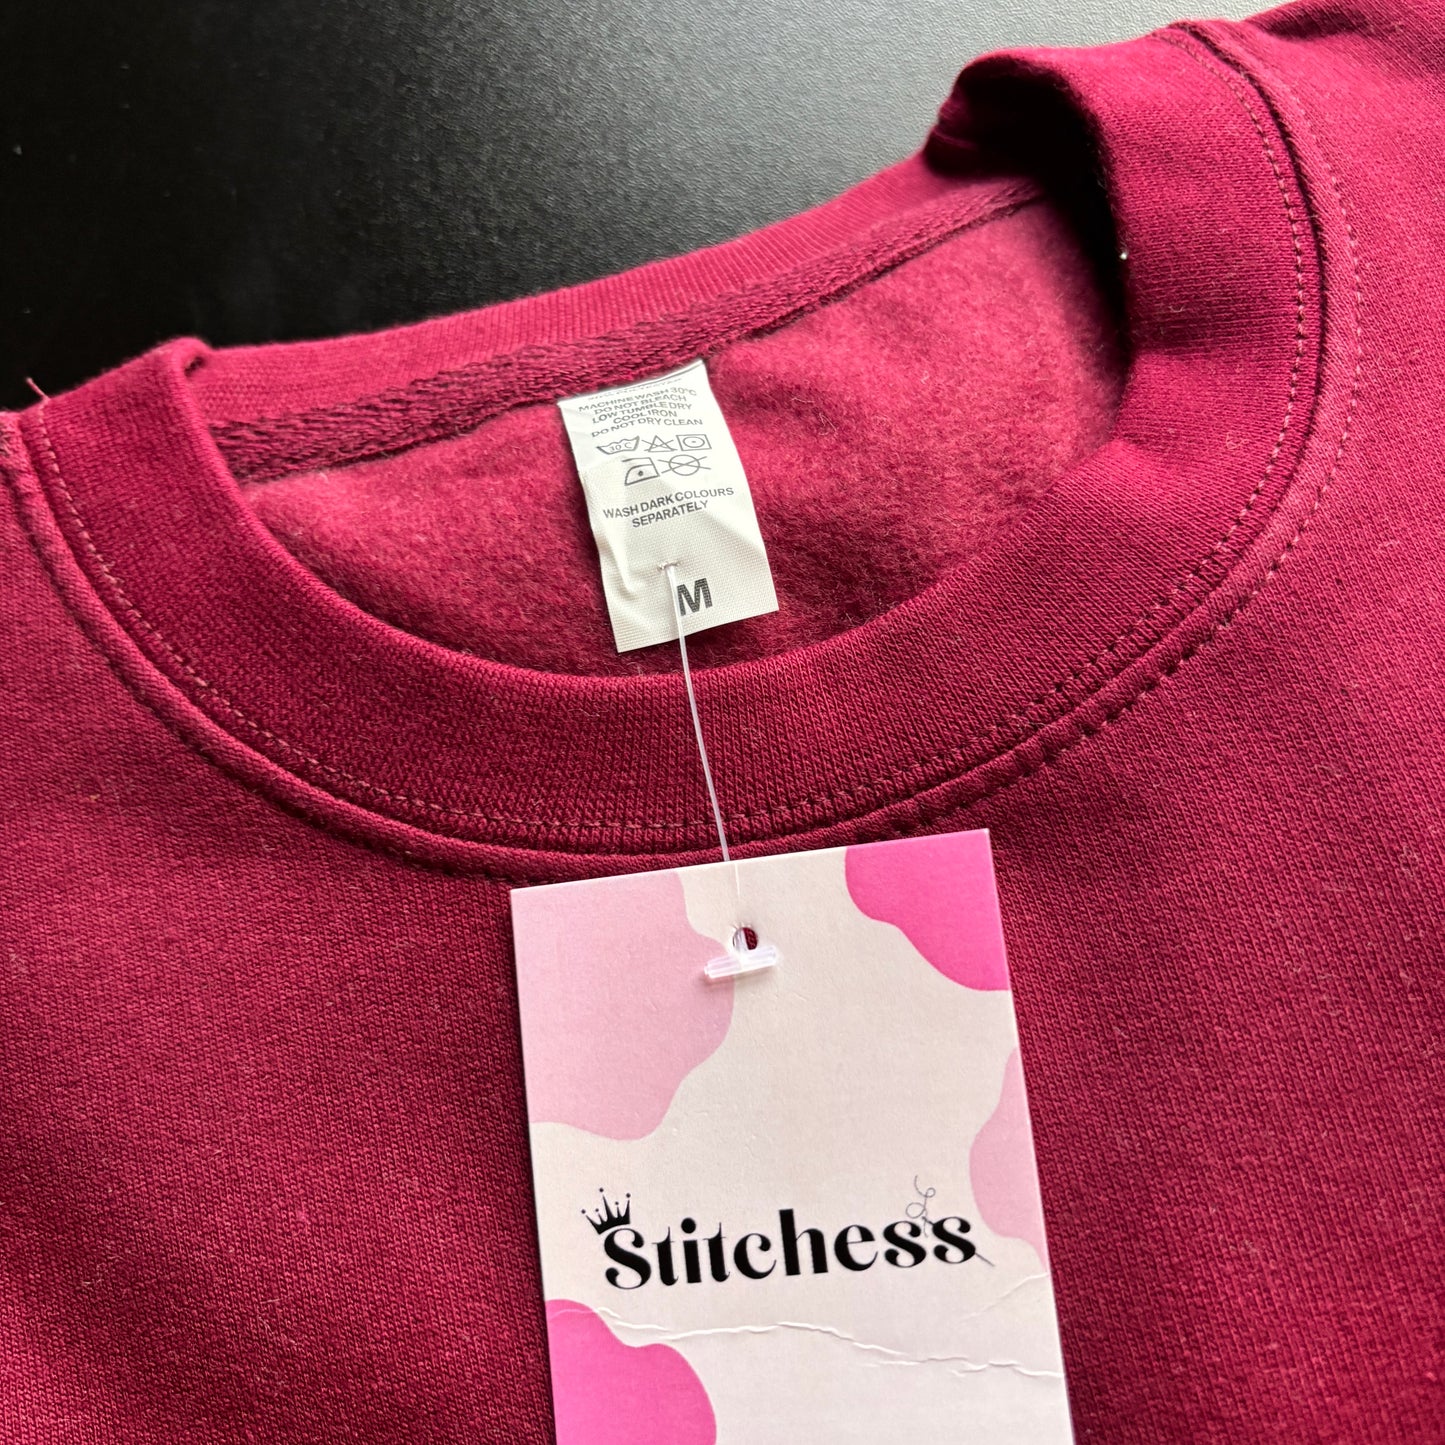 MACHINE WASH 30°C
DO NOT BLEACH
LOW TUMBLE DRY
COOL IRON
DO NOT DRY CLEAN
30 C
WASH DARK COLOURS
SEPARATELY
M
Stitchess